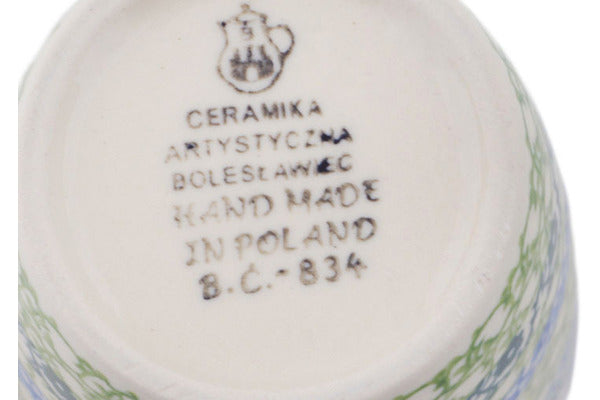 CERAMIKA
ARTYSTYCZNA
BOLESŁAWIEC
HAND MADE
IN POLAND
B.C.-834